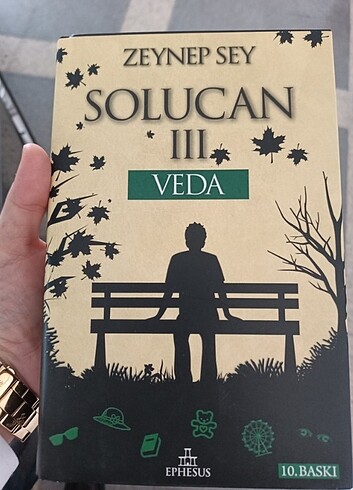 ZEYNEP SEY
SOLUCAN
III
VEDA
EPHESUS
10. BASKI